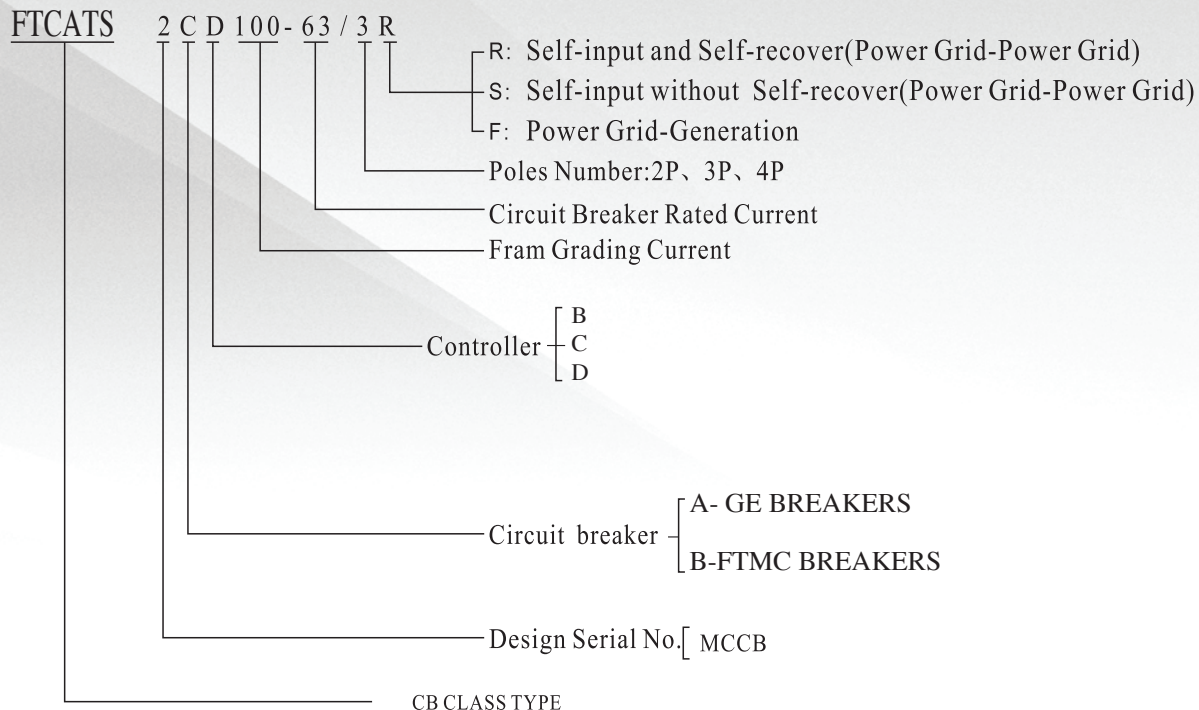 FTCATS 2 C D 100 - 63 / 3 R
R: Self-input and Self-recover(Power Grid-Power Grid)
S: Self-input without Self-recover(Power Grid-Power Grid)
F: Power Grid-Generation
Poles Number:2P、3P、4P
Circuit Breaker Rated Current
Fram Grading Current
B
Controller C
D
A- GE BREAKERS
Circuit breaker
B-FTMC BREAKERS
Design Serial No. MCCB
CB CLASS TYPE